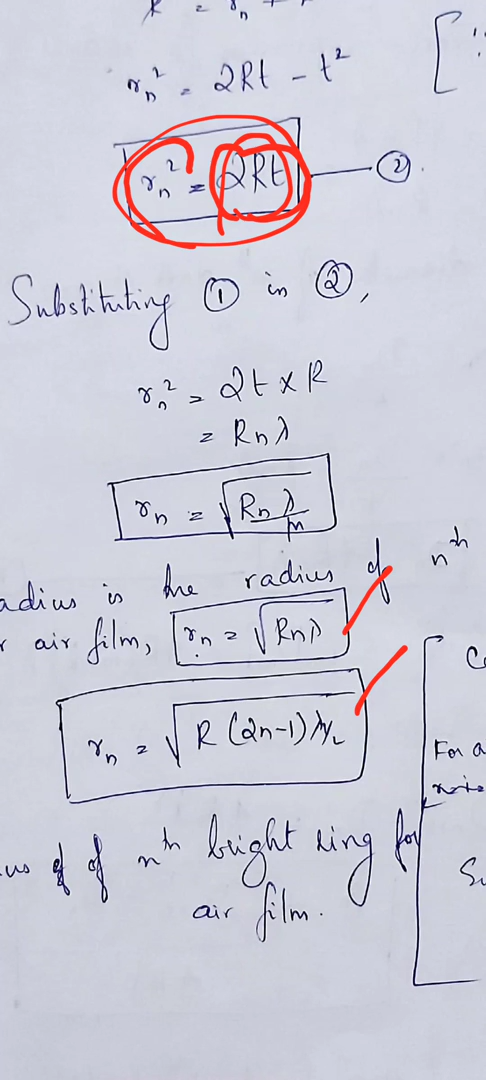 rₙ² = 2Rt - t²
rₙ² = 2Rt — ②.
Substituting ① in ②,
rₙ² = 2t × R
= Rnλ
rₙ = √(Rnλ/μ)
radius is the radius of nᵗʰ
air film, rₙ = √(Rnλ)
rₙ = √(R(2n-1)λ/2)
For a
of nᵗʰ bright ring for
air film.